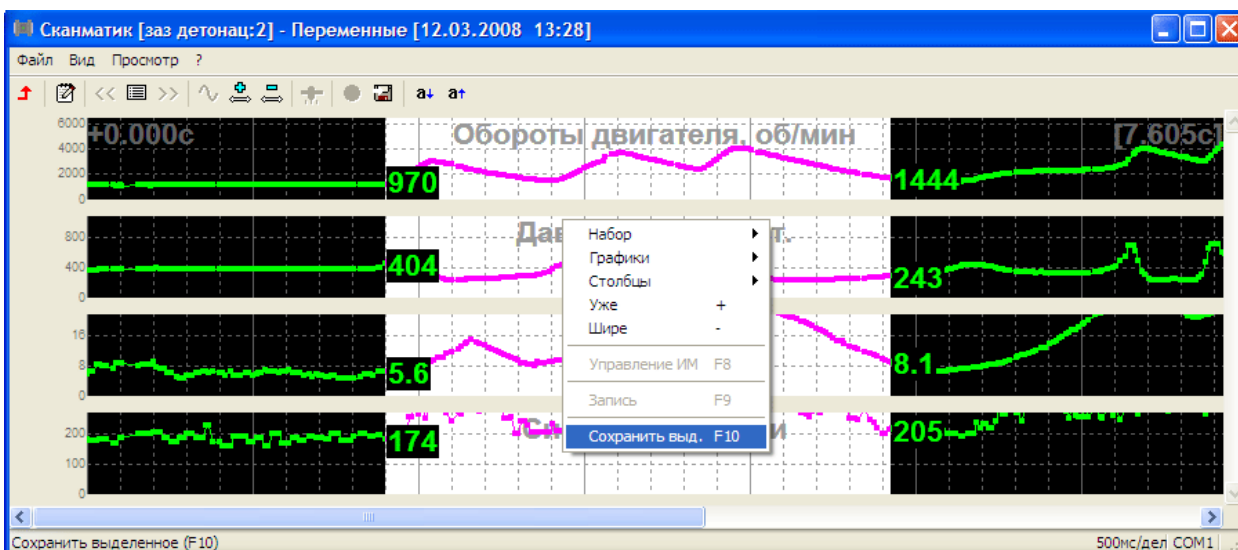 Сканматик [заз детонац:2] - Переменные [12.03.2008 13:28]
Файл Вид Просмотр ?
<< >> a↓ a↑
+0.000c Обороты двигателя, об/мин [7.605c]
6000
4000
2000
0
970 1444
800
400
0
404 243
Набор
Графики
Столбцы
Уже +
Шире -
Управление ИМ F8
Запись F9
Сохранить выд. F10
16
8
0
5.6 8.1
200
100
0
174 205
Сохранить выделенное (F10) 500мс/дел COM1